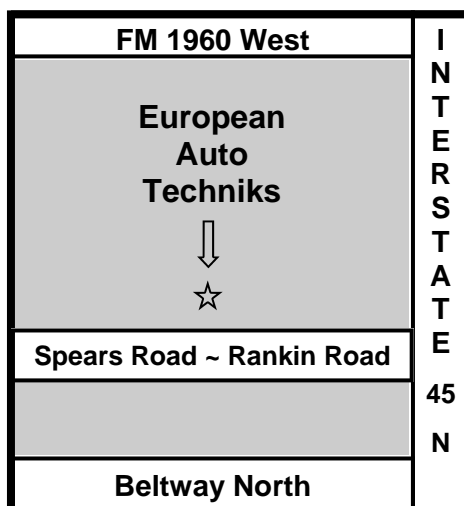 FM 1960 West
European
Auto
Techniks
Spears Road ~ Rankin Road
Beltway North
I
N
T
E
R
S
T
A
T
E
45
N